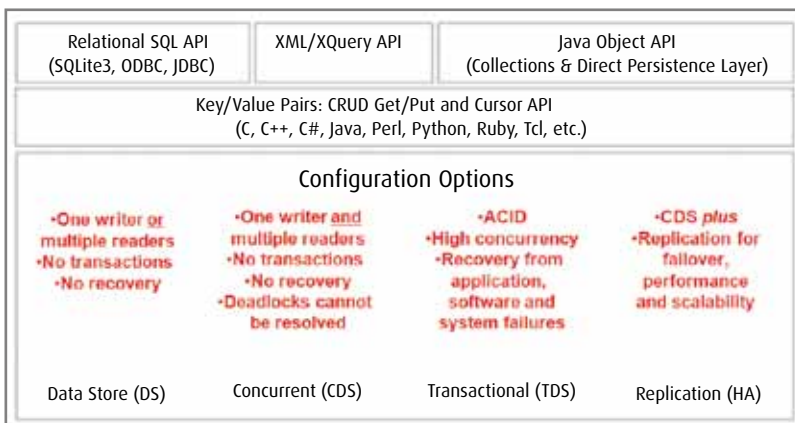 Relational SQL API
(SQLite3, ODBC, JDBC)
XML/XQuery API
Java Object API
(Collections & Direct Persistence Layer)
Key/Value Pairs: CRUD Get/Put and Cursor API
(C, C++, C#, Java, Perl, Python, Ruby, Tcl, etc.)
Configuration Options
•One writer or
multiple readers
•No transactions
•No recovery
Data Store (DS)
•One writer and
multiple readers
•No transactions
•No recovery
•Deadlocks cannot
be resolved
Concurrent (CDS)
•ACID
•High concurrency
•Recovery from
application,
software and
system failures
Transactional (TDS)
•CDS plus
•Replication for
failover,
performance
and scalability
Replication (HA)